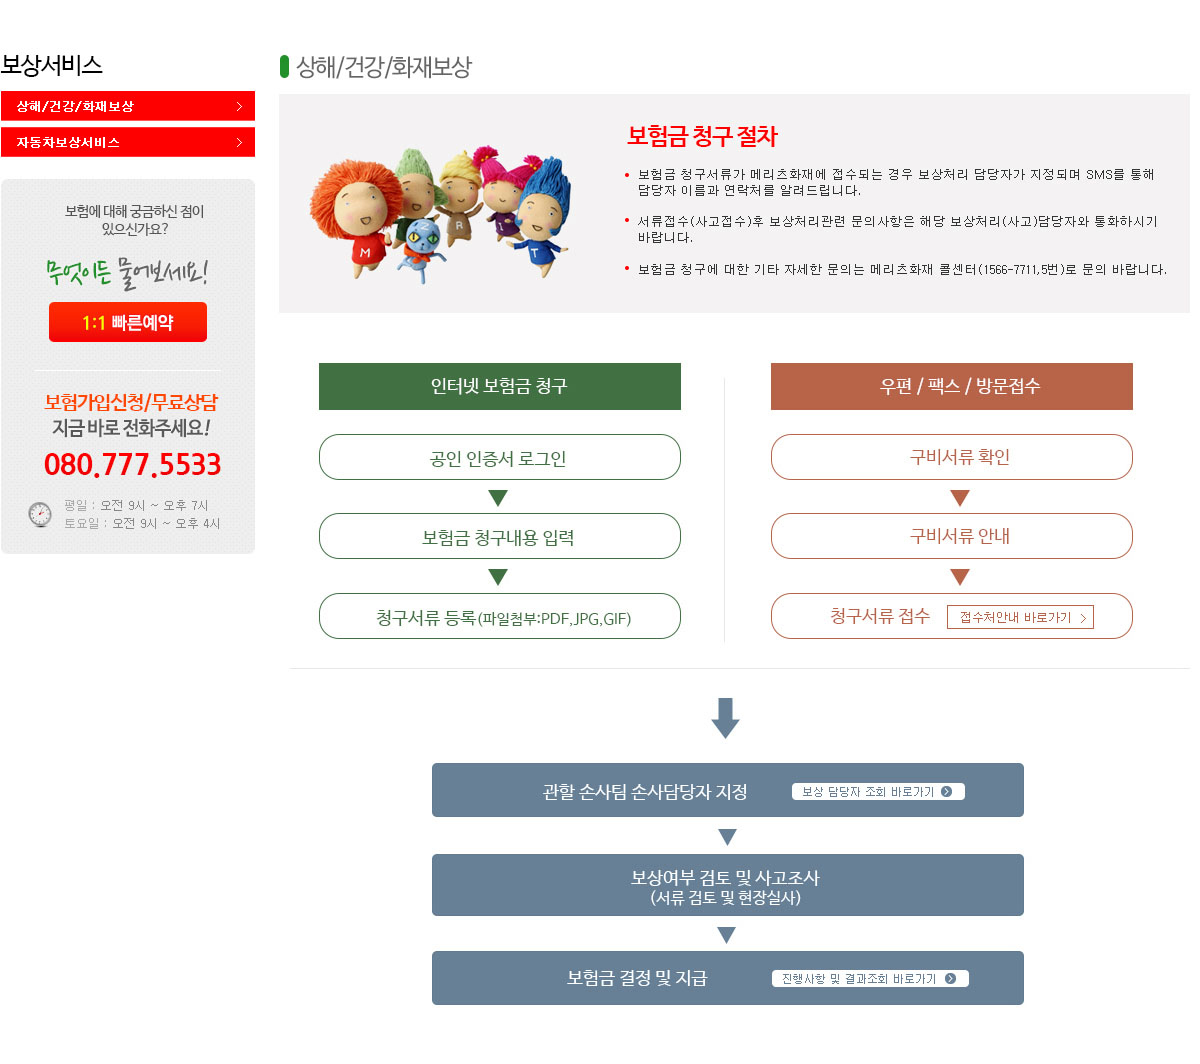 보상서비스
상해/건강/화재보상
자동차보상서비스
보험에 대해 궁금하신 점이
있으신가요?
무엇이든 물어보세요!
1:1 빠른예약
보험가입신청/무료상담
지금 바로 전화주세요!
080.777.5533
평일 : 오전 9시 ~ 오후 7시
토요일 : 오전 9시 ~ 오후 4시
상해/건강/화재보상
M Z R I T
보험금 청구 절차
• 보험금 청구서류가 메리츠화재에 접수되는 경우 보상처리 담당자가 지정되며 SMS를 통해
담당자 이름과 연락처를 알려드립니다.
• 서류접수(사고접수)후 보상처리관련 문의사항은 해당 보상처리(사고)담당자와 통화하시기
바랍니다.
• 보험금 청구에 대한 기타 자세한 문의는 메리츠화재 콜센터(1566-7711,5번)로 문의 바랍니다.
인터넷 보험금 청구
공인 인증서 로그인
보험금 청구내용 입력
청구서류 등록(파일첨부:PDF,JPG,GIF)
우편 / 팩스 / 방문접수
구비서류 확인
구비서류 안내
청구서류 접수 접수처안내 바로가기
관할 손사팀 손사담당자 지정 보상 담당자 조회 바로가기
보상여부 검토 및 사고조사
(서류 검토 및 현장실사)
보험금 결정 및 지급 진행사항 및 결과조회 바로가기